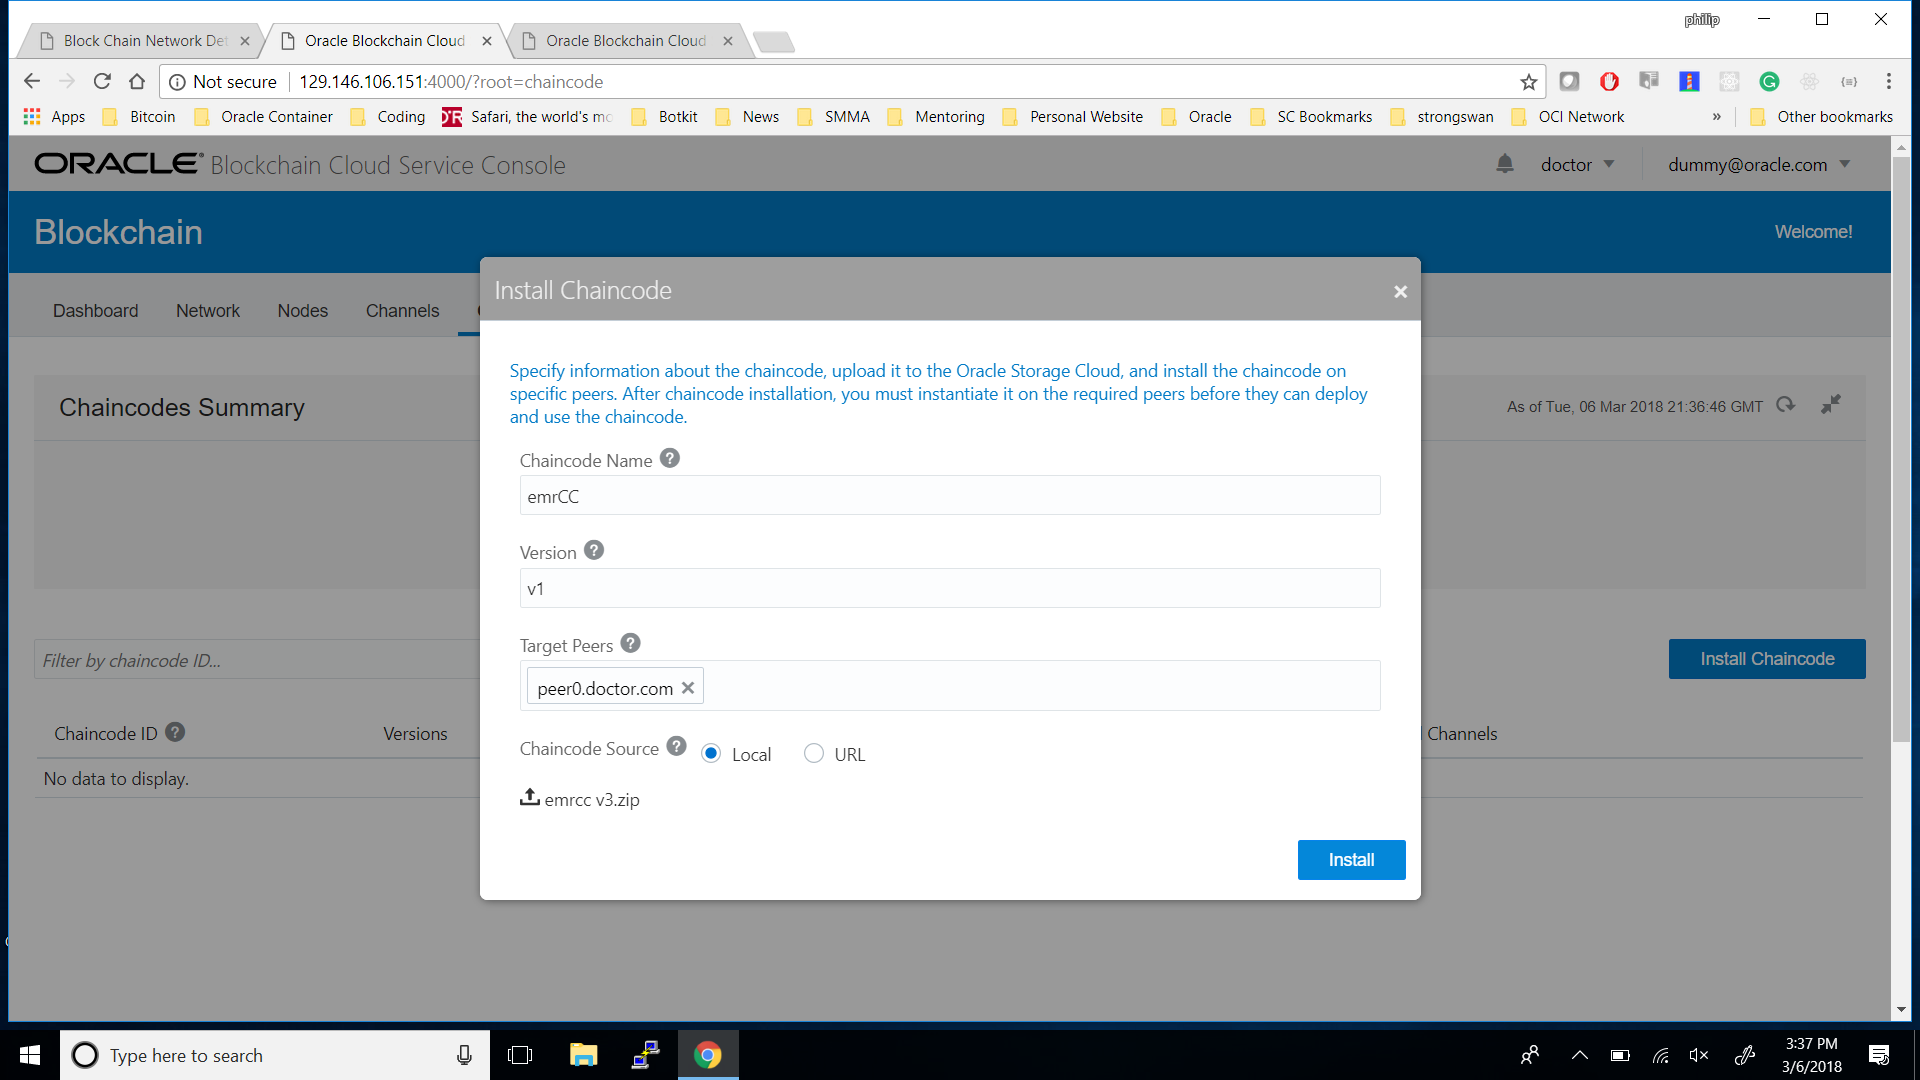 philip
Block Chain Network Det
Oracle Blockchain Cloud
Oracle Blockchain Cloud
Not secure
129.146.106.151:4000/?root=chaincode
Apps
Bitcoin
Oracle Container
Coding
Safari, the world's mo
Botkit
News
SMMA
Mentoring
Personal Website
Oracle
SC Bookmarks
strongswan
OCI Network
»
Other bookmarks
ORACLE® Blockchain Cloud Service Console
doctor
dummy@oracle.com
Blockchain
Welcome!
Dashboard
Network
Nodes
Channels
Install Chaincode
Specify information about the chaincode, upload it to the Oracle Storage Cloud, and install the chaincode on
specific peers. After chaincode installation, you must instantiate it on the required peers before they can deploy
and use the chaincode.
Chaincodes Summary
As of Tue, 06 Mar 2018 21:36:46 GMT
Chaincode Name
emrCC
Version
v1
Target Peers
peer0.doctor.com
Filter by chaincode ID...
Install Chaincode
Chaincode ID
Versions
Channels
No data to display.
Chaincode Source
Local
URL
emrcc v3.zip
Install
Type here to search
3:37 PM
3/6/2018